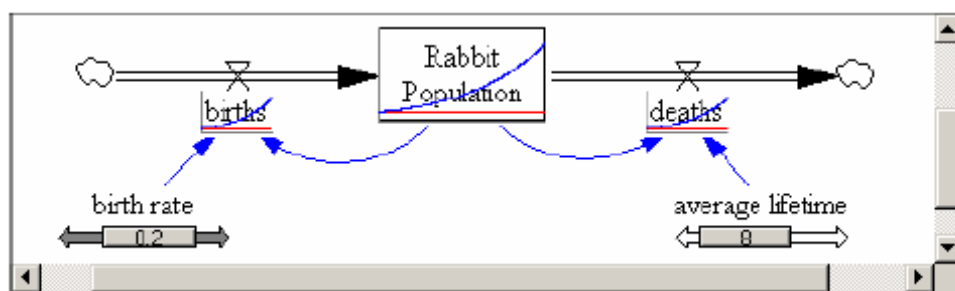 Rabbit
Population
births
deaths
birth rate
average lifetime
0.2
8